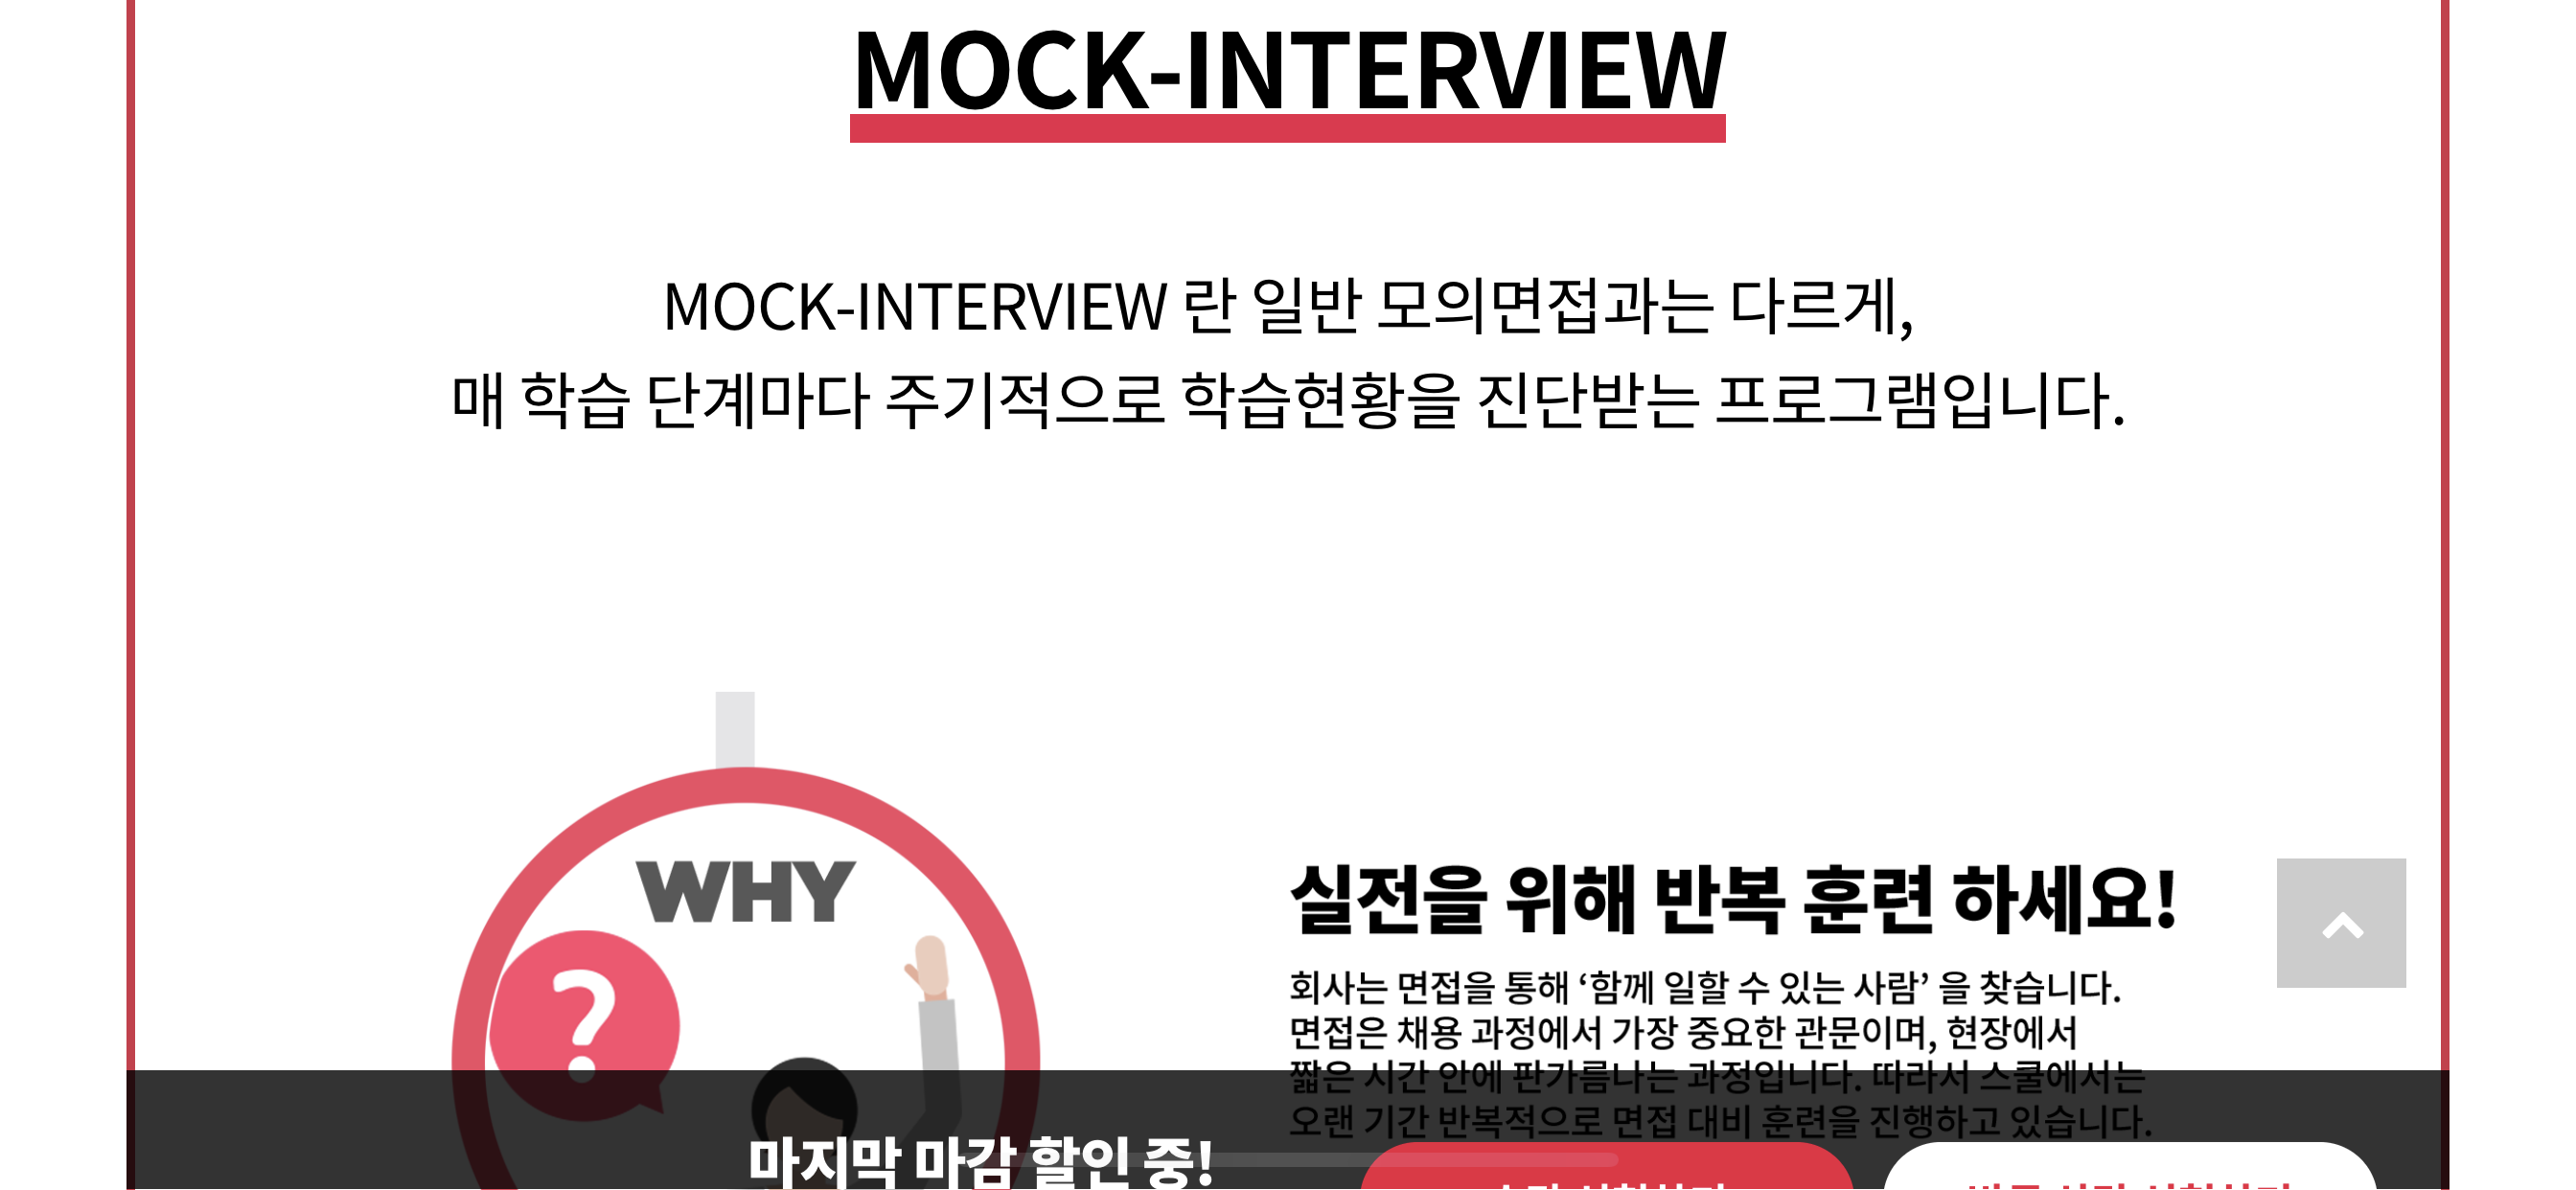 MOCK-INTERVIEW
MOCK-INTERVIEW 란 일반 모의면접과는 다르게,
매 학습 단계마다 주기적으로 학습현황을 진단받는 프로그램입니다.
WHY
?
실전을 위해 반복 훈련 하세요!
회사는 면접을 통해 ‘함께 일할 수 있는 사람’ 을 찾습니다.
면접은 채용 과정에서 가장 중요한 관문이며, 현장에서
짧은 시간 안에 판가름나는 과정입니다. 따라서 스쿨에서는
오랜 기간 반복적으로 면접 대비 훈련을 진행하고 있습니다.
마지막 마감 할인 중!